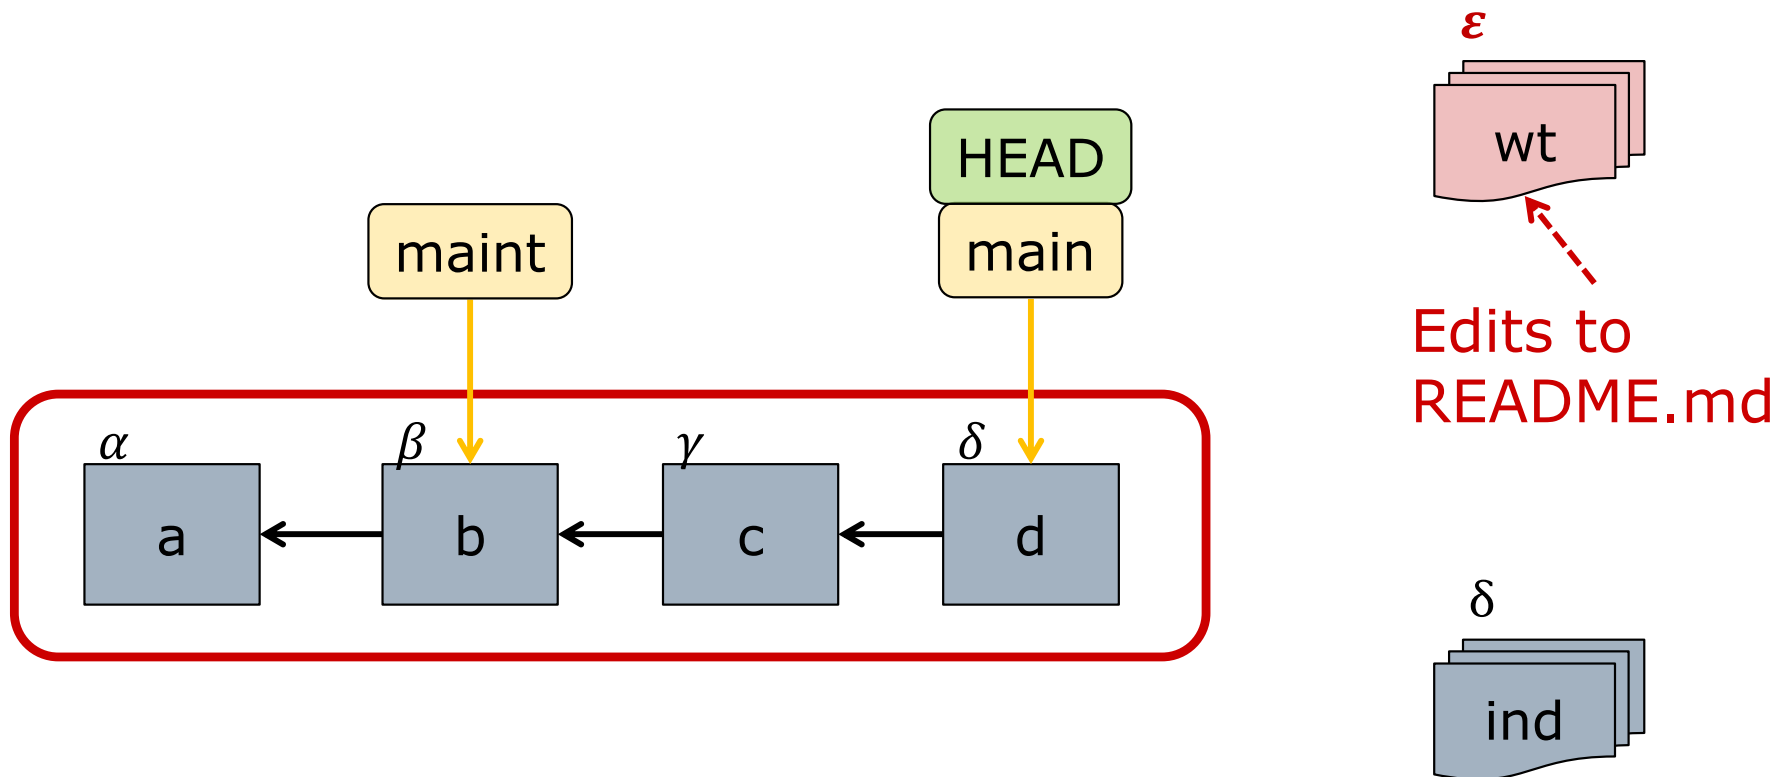 ε
wt
HEAD
maint
main
Edits to
README.md
α
β
γ
δ
a
b
c
d
δ
ind